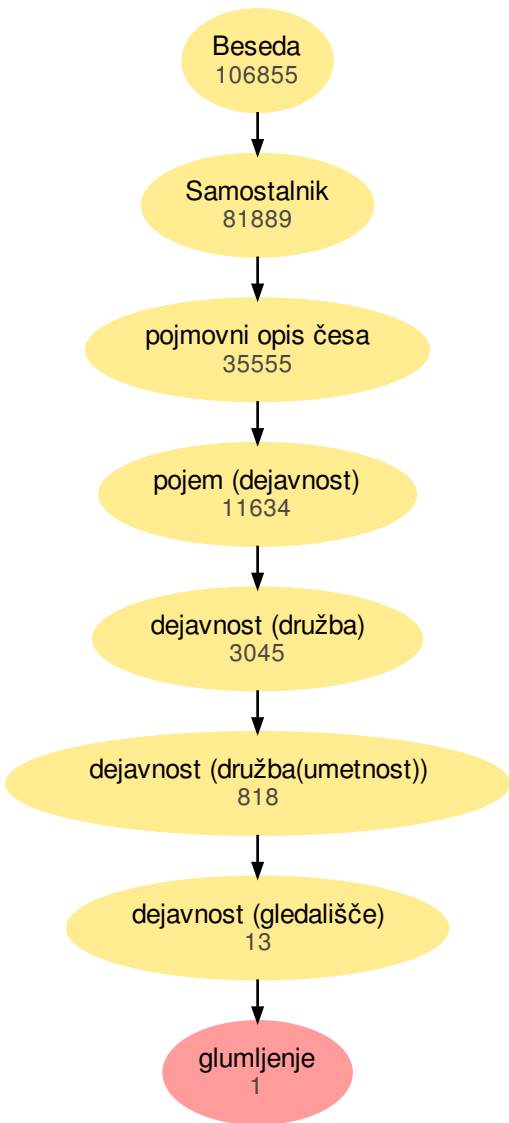 Beseda
106855
Samostalnik
81889
pojmovni opis česa
35555
pojem (dejavnost)
11634
dejavnost (družba)
3045
dejavnost (družba(umetnost))
818
dejavnost (gledališče)
13
glumljenje
1